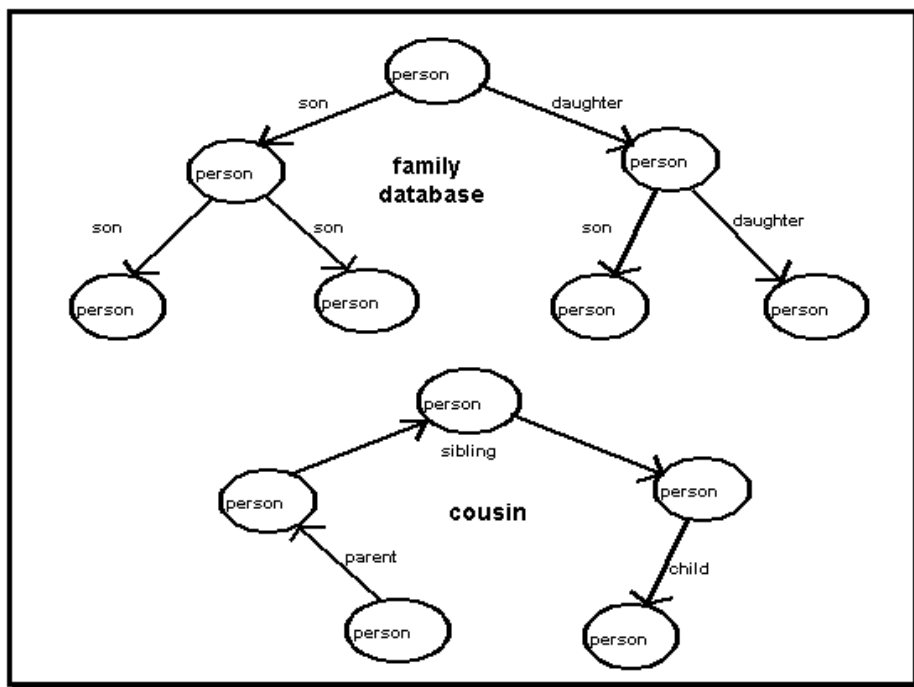 person
son
daughter
person
person
family
database
son
son
son
daughter
person
person
person
person
person
sibling
person
person
cousin
parent
child
person
person